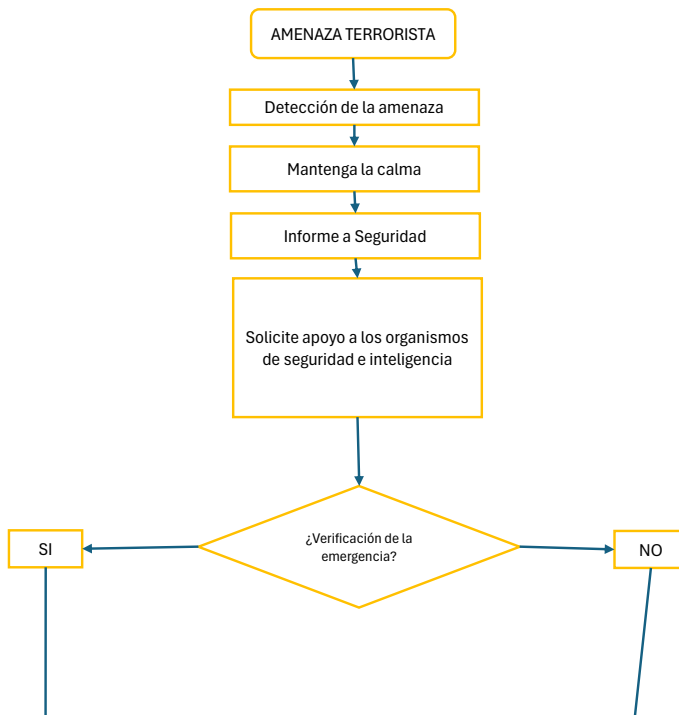 AMENAZA TERRORISTA
Detección de la amenaza
Mantenga la calma
Informe a Seguridad
Solicite apoyo a los organismos
de seguridad e inteligencia
¿Verificación de la
emergencia?
SI
NO